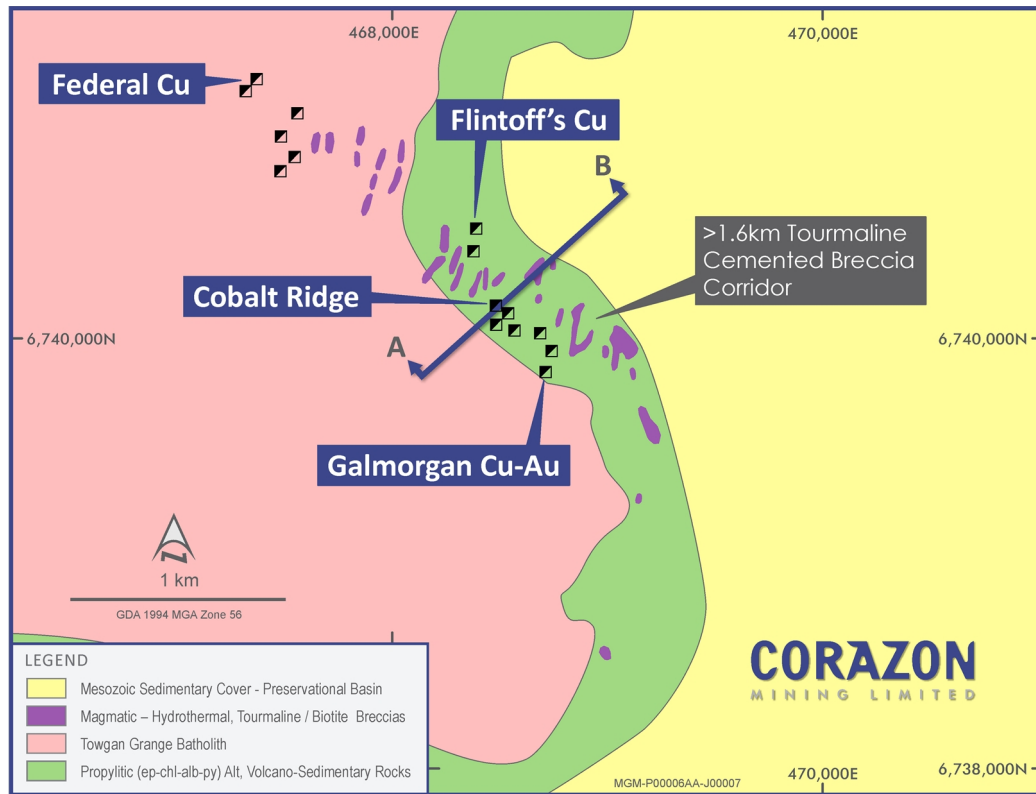 468,000E
470,000E
Federal Cu
Flintoff's Cu
B
>1.6km Tourmaline
Cemented Breccia
Corridor
Cobalt Ridge
A
6,740,000N
6,740,000N
Galmorgan Cu-Au
1 km
GDA 1994 MGA Zone 56
LEGEND
Mesozoic Sedimentary Cover - Preservational Basin
Magmatic – Hydrothermal, Tourmaline / Biotite Breccias
Towgan Grange Batholith
Propylitic (ep-chl-alb-py) Alt, Volcano-Sedimentary Rocks
CORAZON
MINING LIMITED
MGM-P00006AA-J00007
470,000E
6,738,000N